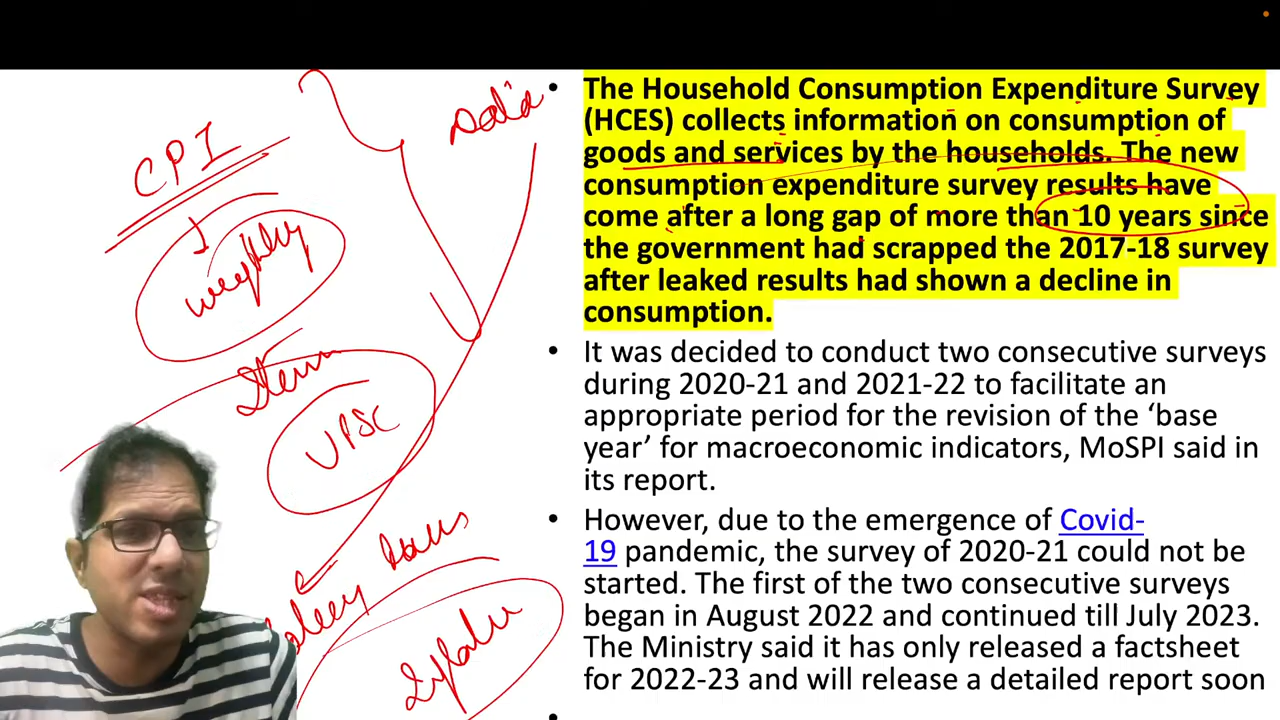 CPI
Data
UPSC
• The Household Consumption Expenditure Survey
(HCES) collects information on consumption of
goods and services by the households. The new
consumption expenditure survey results have
come after a long gap of more than 10 years since
the government had scrapped the 2017-18 survey
after leaked results had shown a decline in
consumption.
• It was decided to conduct two consecutive surveys
during 2020-21 and 2021-22 to facilitate an
appropriate period for the revision of the ‘base
year’ for macroeconomic indicators, MoSPI said in
its report.
• However, due to the emergence of Covid-
19 pandemic, the survey of 2020-21 could not be
started. The first of the two consecutive surveys
began in August 2022 and continued till July 2023.
The Ministry said it has only released a factsheet
for 2022-23 and will release a detailed report soon
•